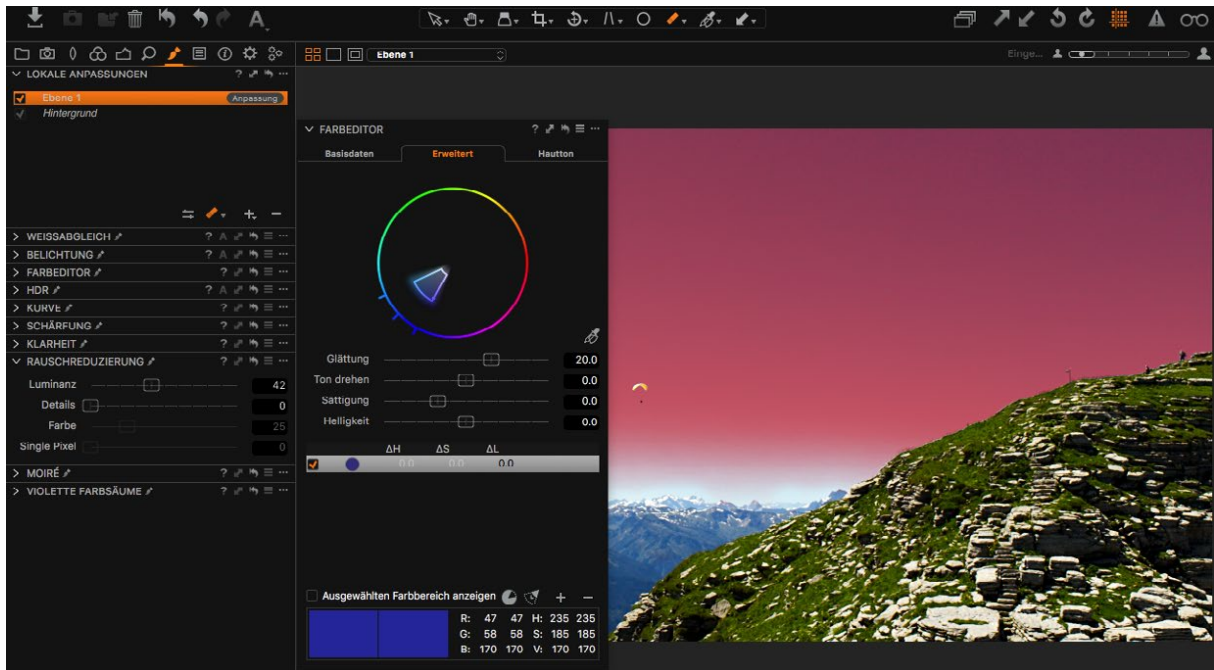 A
Ebene 1
Einge...
LOKALE ANPASSUNGEN ? ...
Ebene 1 Anpassung
Hintergrund
FARBEDITOR ? ...
Basisdaten Erweitert Hautton
WEISSABGLEICH ? A ...
BELICHTUNG ? A ...
FARBEDITOR ? ...
HDR ? A ...
KURVE ? ...
SCHÄRFUNG ? ...
KLARHEIT ? ...
RAUSCHREDUZIERUNG ? ...
Luminanz 42
Details 0
Farbe 25
Single Pixel 0
MOIRÉ ? ...
VIOLETTE FARBSÄUME ? ...
Glättung 20.0
Ton drehen 0.0
Sättigung 0.0
Helligkeit 0.0
ΔH ΔS ΔL
0.0 0.0 0.0
Ausgewählten Farbbereich anzeigen + −
R: 47 47 H: 235 235
G: 58 58 S: 185 185
B: 170 170 V: 170 170